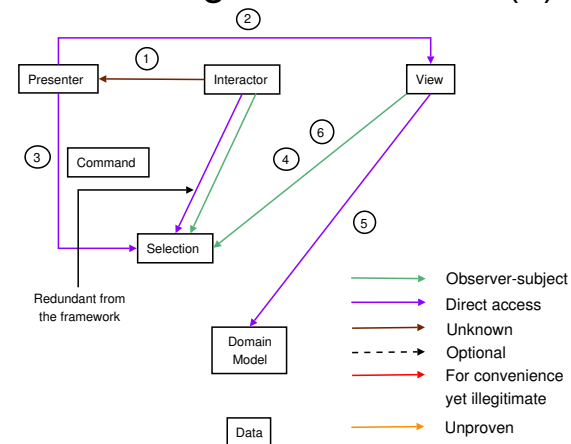 2
1
Presenter
Interactor
View
6
3
Command
4
5
Selection
Redundant from
the framework
Observer-subject
Direct access
Unknown
Optional
For convenience
yet illegitimate
Unproven
Domain
Model
Data